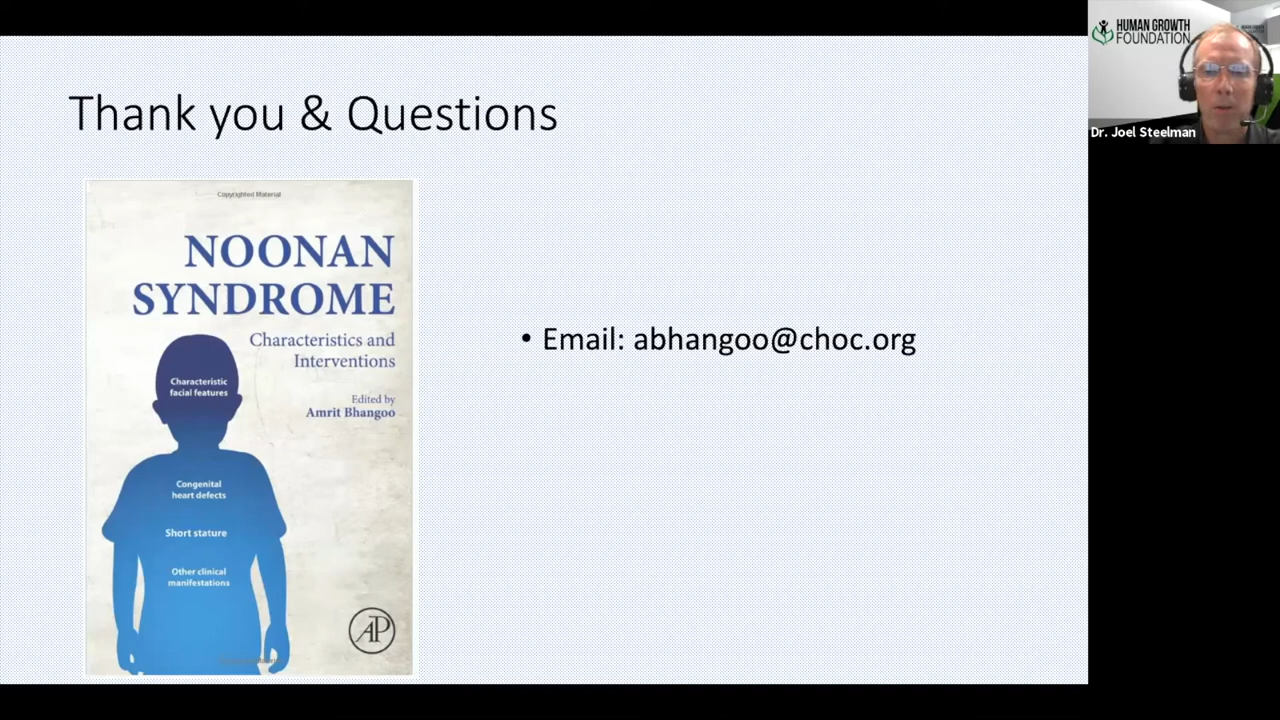 Thank you & Questions
Copyrighted Material
NOONAN
SYNDROME
Characteristics and
Interventions
Edited by
Amrit Bhangoo
Characteristic
facial features
Congenital
heart defects
Short stature
Other clinical
manifestations
AP
• Email: abhangoo@choc.org
HUMAN GROWTH
FOUNDATION
Dr. Joel Steelman